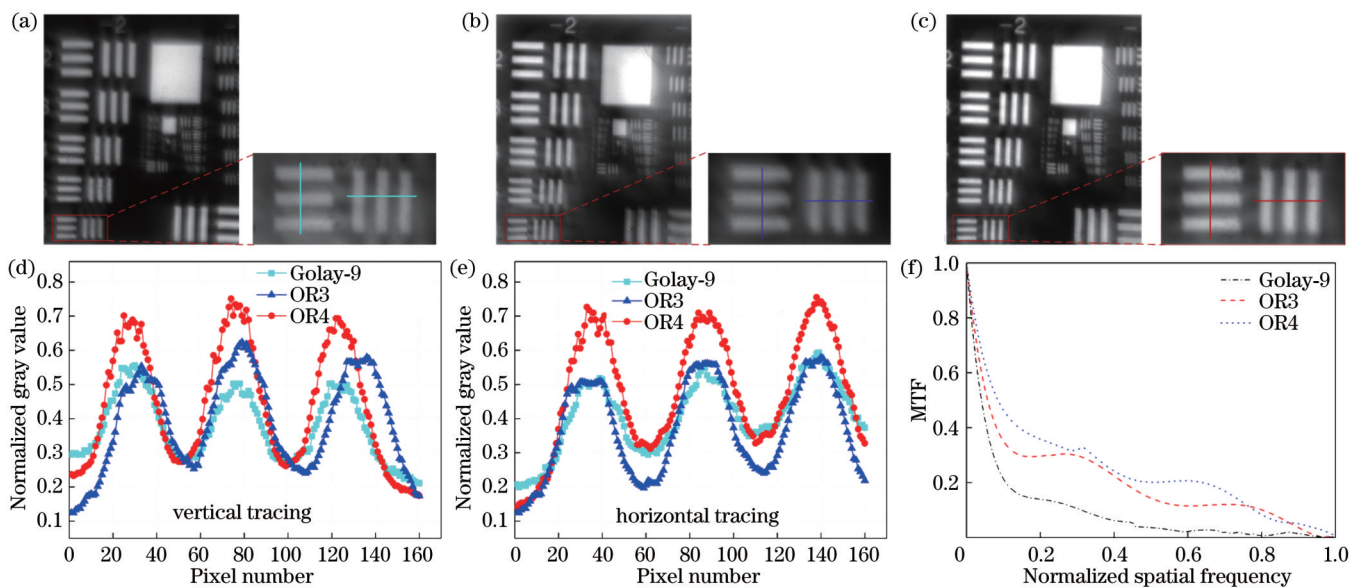 (a)
−2
2
3
(b)
−2
(c)
−2
2
(d)
0.8
0.7
0.6
0.5
0.4
0.3
0.2
0.1
Normalized gray value
Golay-9
OR3
OR4
vertical tracing
0 20 40 60 80 100 120 140 160
Pixel number
(e)
0.8
0.7
0.6
0.5
0.4
0.3
0.2
0.1
Normalized gray value
Golay-9
OR3
OR4
horizontal tracing
0 20 40 60 80 100 120 140 160
Pixel number
(f)
1.0
0.8
0.6
0.4
0.2
MTF
Golay-9
OR3
OR4
0 0.2 0.4 0.6 0.8 1.0
Normalized spatial frequency